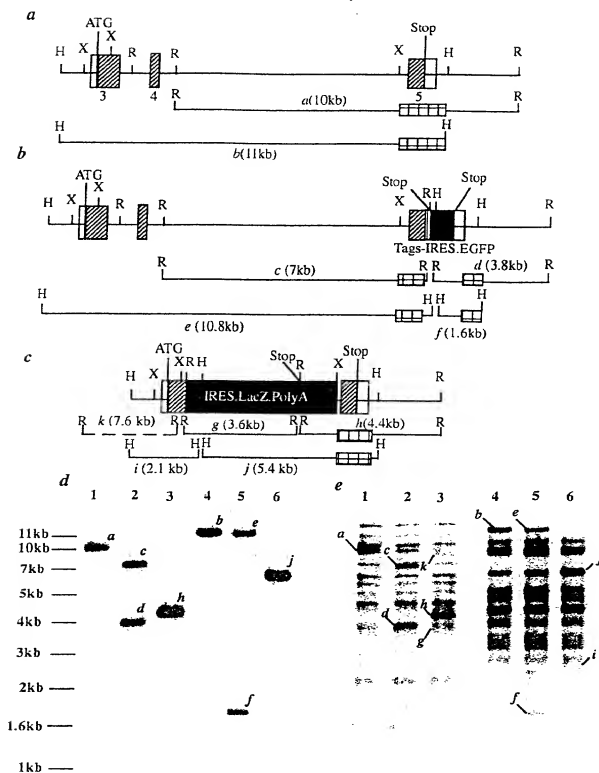 a
ATG Stop
H X X R R X H R
3 4 5
R a(10kb) R
H b(11kb) H
b
ATG Stop R H Stop
H X X R R X H R
Tags-IRES.EGFP
R c (7kb) R R d (3.8kb) R
H e (10.8kb) H H f (1.6kb) H
c
ATG Stop Stop
H X X R H R X H R
IRES.LacZ.PolyA
R k (7.6 kb) R R g (3.6kb) R R h(4.4kb) R
H i (2.1 kb) H H j (5.4 kb) H
d e
1 2 3 4 5 6 1 2 3 4 5 6
11kb
10kb
7kb
5kb
4kb
3kb
2kb
1.6kb
1kb
a c d h b e j f
a c d k h g b e i f